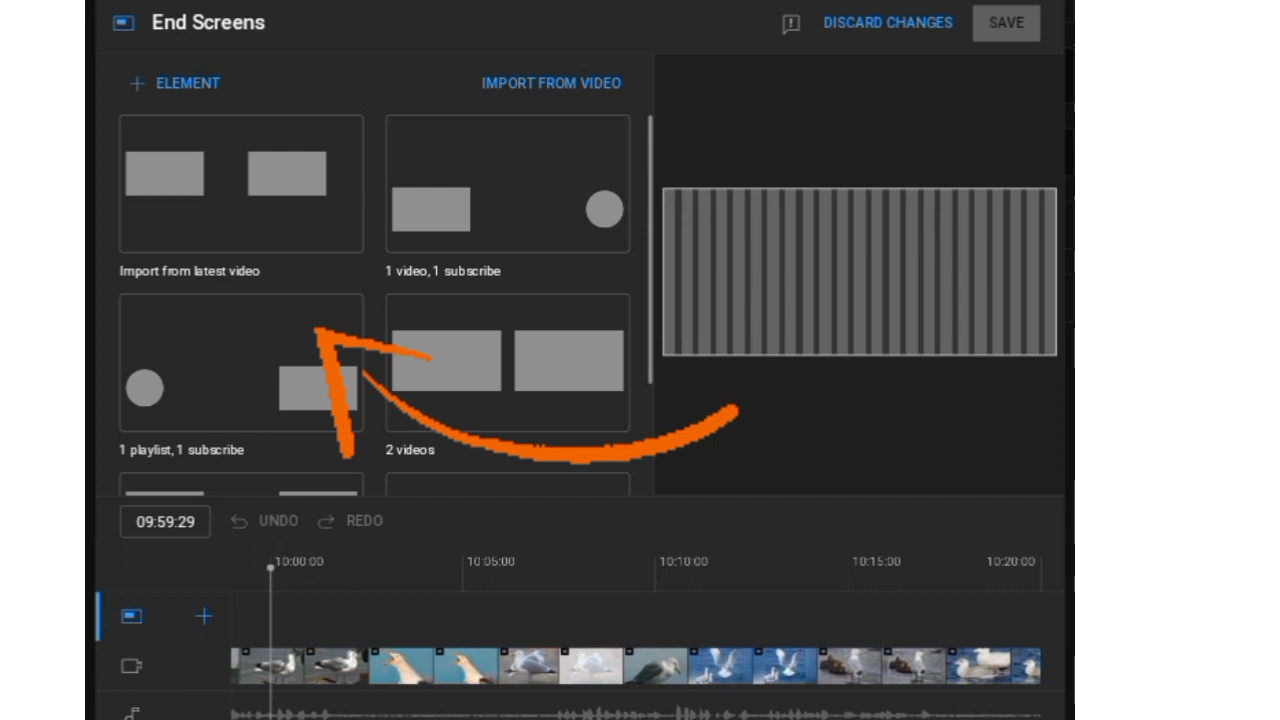 End Screens
DISCARD CHANGES
SAVE
ELEMENT
IMPORT FROM VIDEO
Import from latest video
1 video, 1 subscribe
1 playlist, 1 subscribe
2 videos
09:59:29
UNDO
REDO
10:00:00
10:05:00
10:10:00
10:15:00
10:20:00